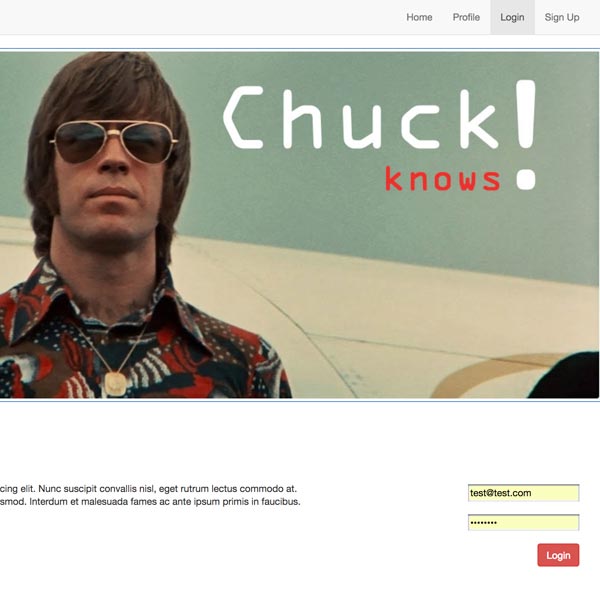 Home Profile Login Sign Up
Chuck!
knows
cing elit. Nunc suscipit convallis nisl, eget rutrum lectus commodo at.
smod. Interdum et malesuada fames ac ante ipsum primis in faucibus.
test@test.com
••••••••
Login